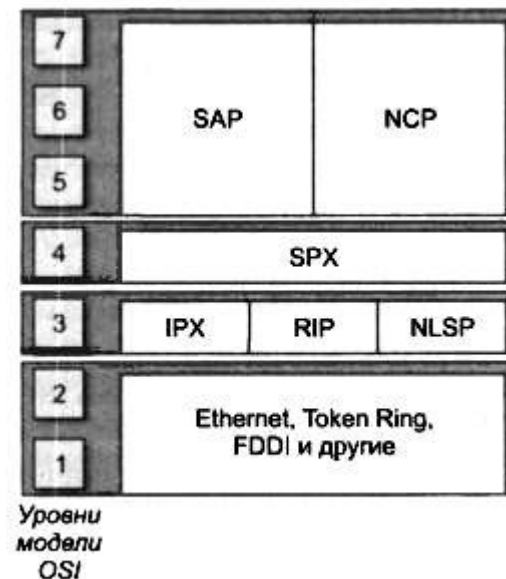 7
6
SAP
NCP
5
4
SPX
3
IPX
RIP
NLSP
2
Ethernet, Token Ring,
FDDI и другие
1
Уровни
модели
OSI